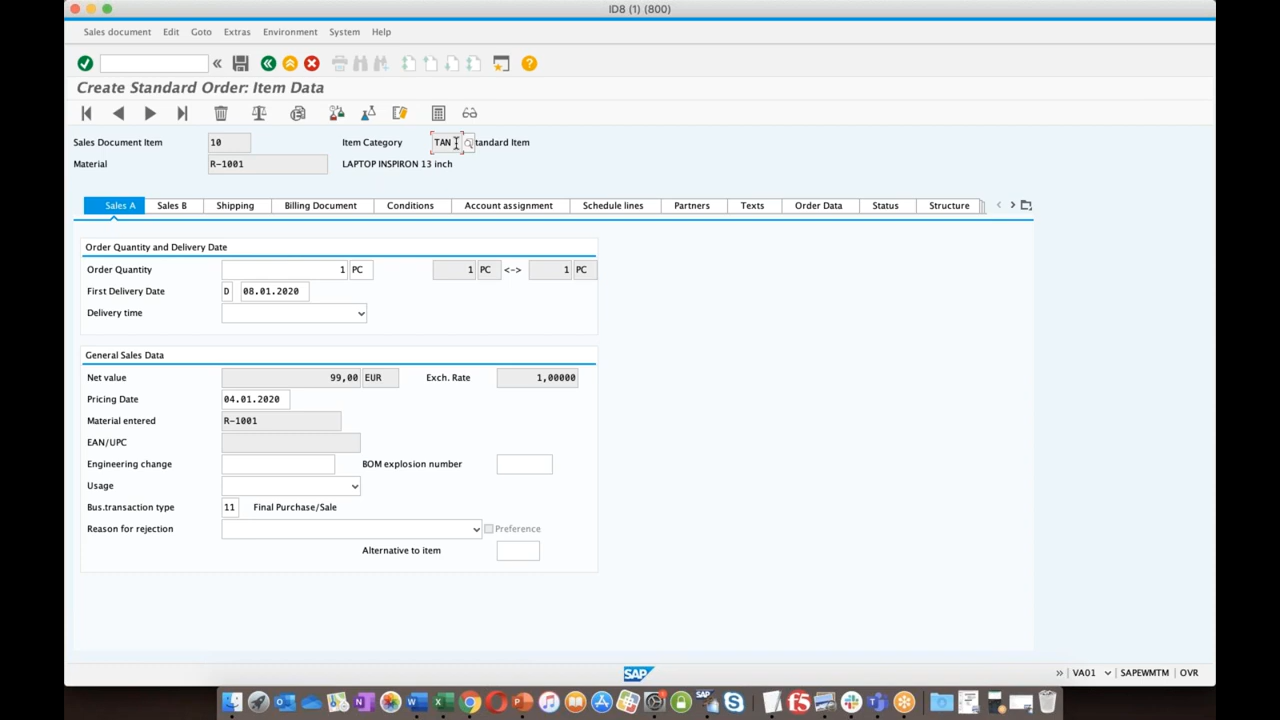 ID8 (1) (800)
Sales document Edit Goto Extras Environment System Help
Create Standard Order: Item Data
Sales Document Item 10 Item Category TAN Standard Item
Material R-1001 LAPTOP INSPIRON 13 inch
Sales A Sales B Shipping Billing Document Conditions Account assignment Schedule lines Partners Texts Order Data Status Structure
Order Quantity and Delivery Date
Order Quantity 1 PC 1 PC <-> 1 PC
First Delivery Date D 08.01.2020
Delivery time
General Sales Data
Net value 99,00 EUR Exch. Rate 1,00000
Pricing Date 04.01.2020
Material entered R-1001
EAN/UPC
Engineering change BOM explosion number
Usage
Bus.transaction type 11 Final Purchase/Sale
Reason for rejection Preference
Alternative to item
SAP VA01 SAPEWMTM OVR